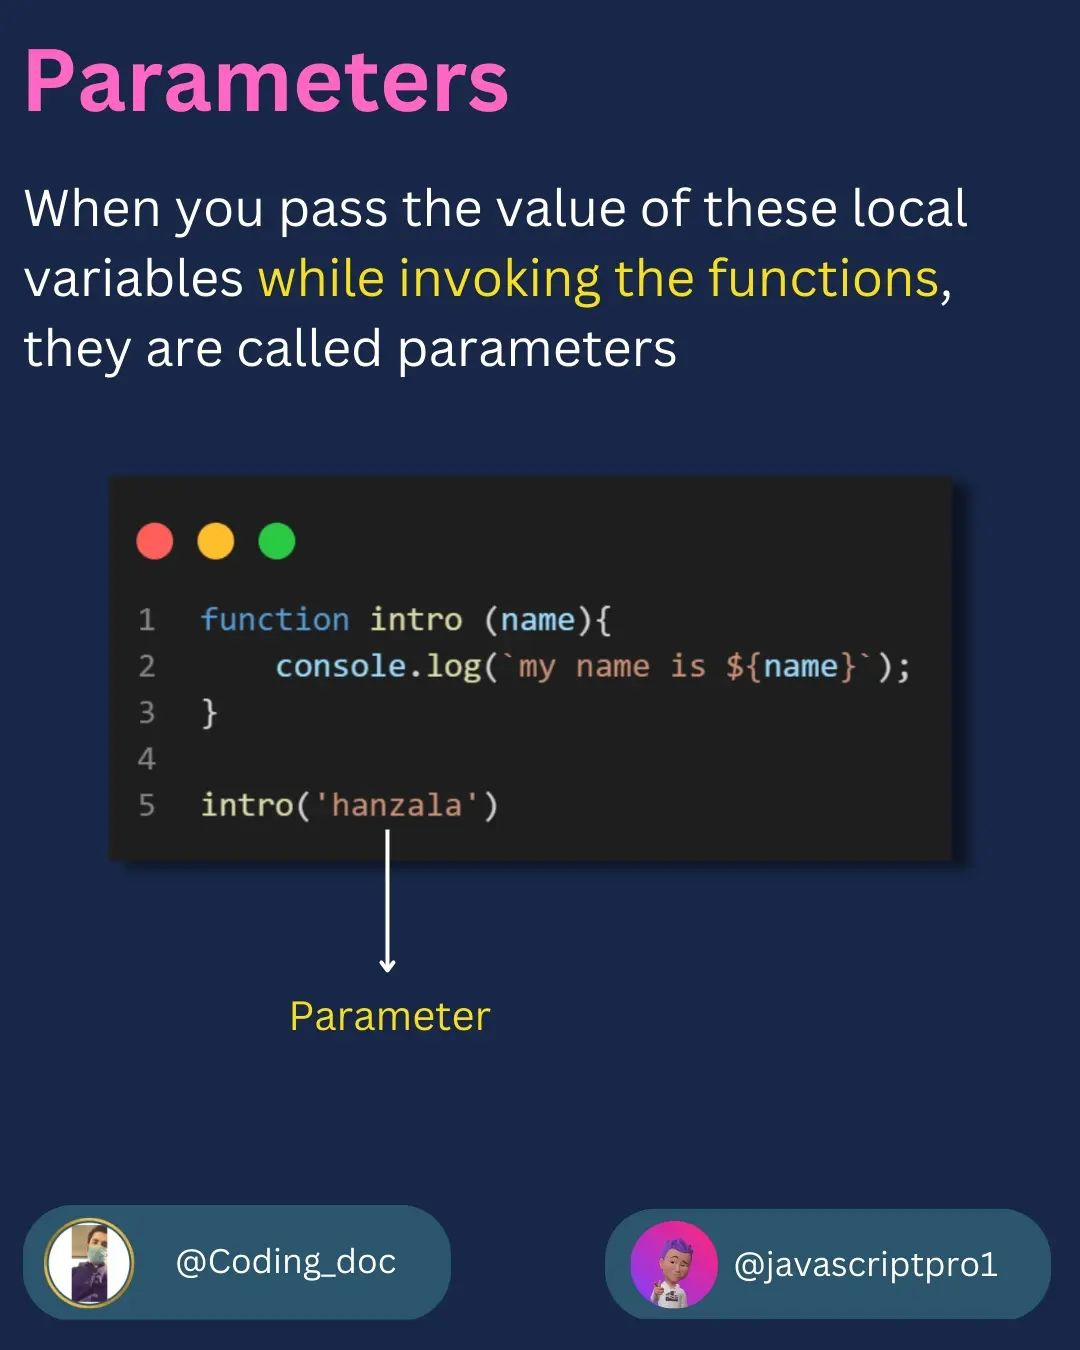 Parameters
When you pass the value of these local
variables while invoking the functions,
they are called parameters
1 function intro (name){
2     console.log(`my name is ${name}`);
3 }
4
5 intro('hanzala')
Parameter
@Coding_doc
@javascriptpro1